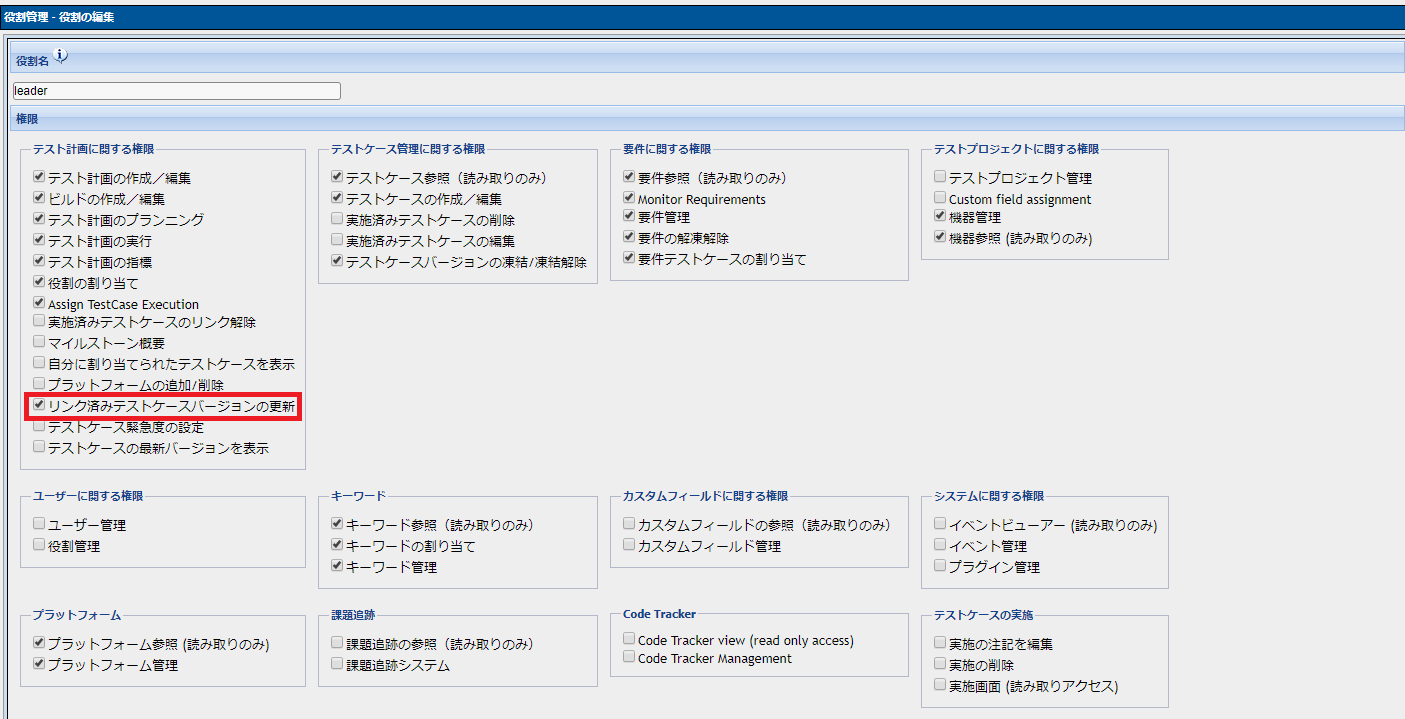 役割管理 - 役割の編集
役割名
leader
権限
テスト計画に関する権限
テスト計画の作成／編集
ビルドの作成／編集
テスト計画のプランニング
テスト計画の実行
テスト計画の指標
役割の割り当て
Assign TestCase Execution
実施済みテストケースのリンク解除
マイルストーン概要
自分に割り当てられたテストケースを表示
プラットフォームの追加/削除
リンク済みテストケースバージョンの更新
テストケース緊急度の設定
テストケースの最新バージョンを表示
テストケース管理に関する権限
テストケース参照（読み取りのみ）
テストケースの作成／編集
実施済みテストケースの削除
実施済みテストケースの編集
テストケースバージョンの凍結/凍結解除
要件に関する権限
要件参照（読み取りのみ）
Monitor Requirements
要件管理
要件の解凍解除
要件テストケースの割り当て
テストプロジェクトに関する権限
テストプロジェクト管理
Custom field assignment
機器管理
機器参照 (読み取りのみ)
ユーザーに関する権限
ユーザー管理
役割管理
キーワード
キーワード参照（読み取りのみ）
キーワードの割り当て
キーワード管理
カスタムフィールドに関する権限
カスタムフィールドの参照（読み取りのみ）
カスタムフィールド管理
システムに関する権限
イベントビューアー (読み取りのみ)
イベント管理
プラグイン管理
プラットフォーム
プラットフォーム参照 (読み取りのみ)
プラットフォーム管理
課題追跡
課題追跡の参照（読み取りのみ）
課題追跡システム
Code Tracker
Code Tracker view (read only access)
Code Tracker Management
テストケースの実施
実施の注記を編集
実施の削除
実施画面 (読み取りアクセス)